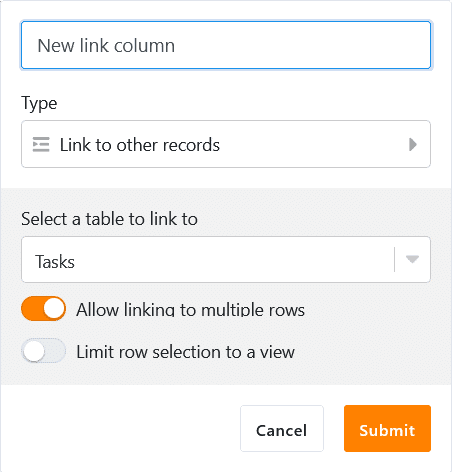 New link column
Type
Link to other records
Select a table to link to
Tasks
Allow linking to multiple rows
Limit row selection to a view
Cancel
Submit